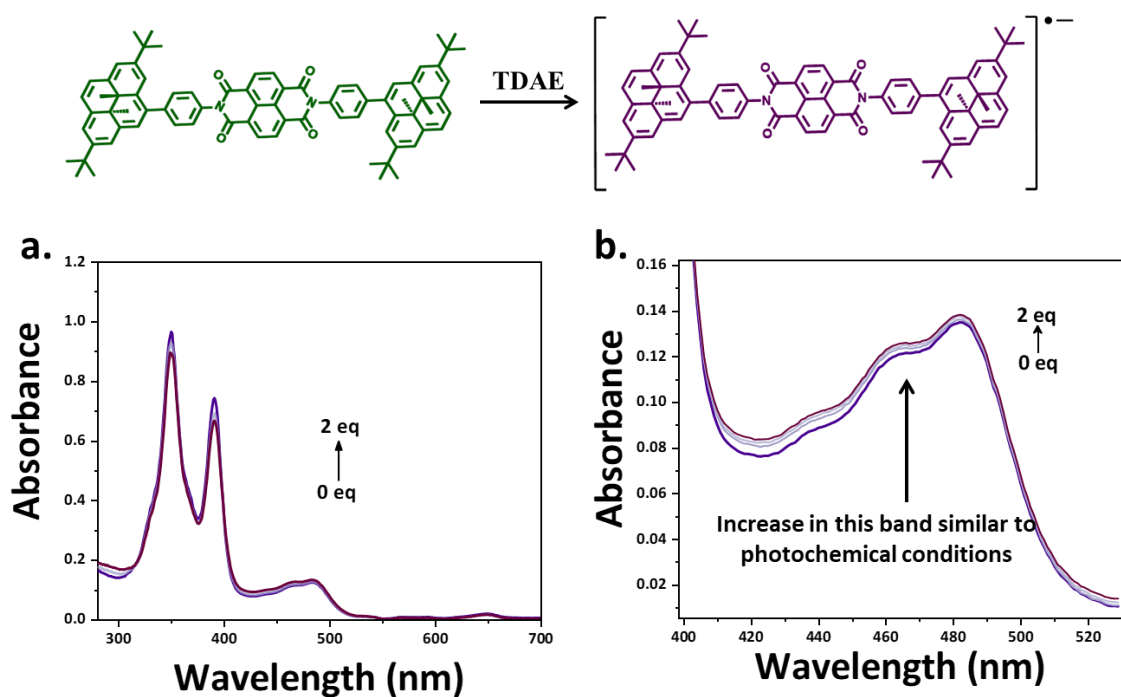 TDAE
•—
O O
N N
O O
O O
N N
O O
a.
b.
Absorbance
1.2
1.0
0.8
0.6
0.4
0.2
0.0
2 eq
0 eq
300 400 500 600 700
Wavelength (nm)
Absorbance
0.16
0.14
0.12
0.10
0.08
0.06
0.04
0.02
2 eq
0 eq
Increase in this band similar to
photochemical conditions
400 420 440 460 480 500 520
Wavelength (nm)